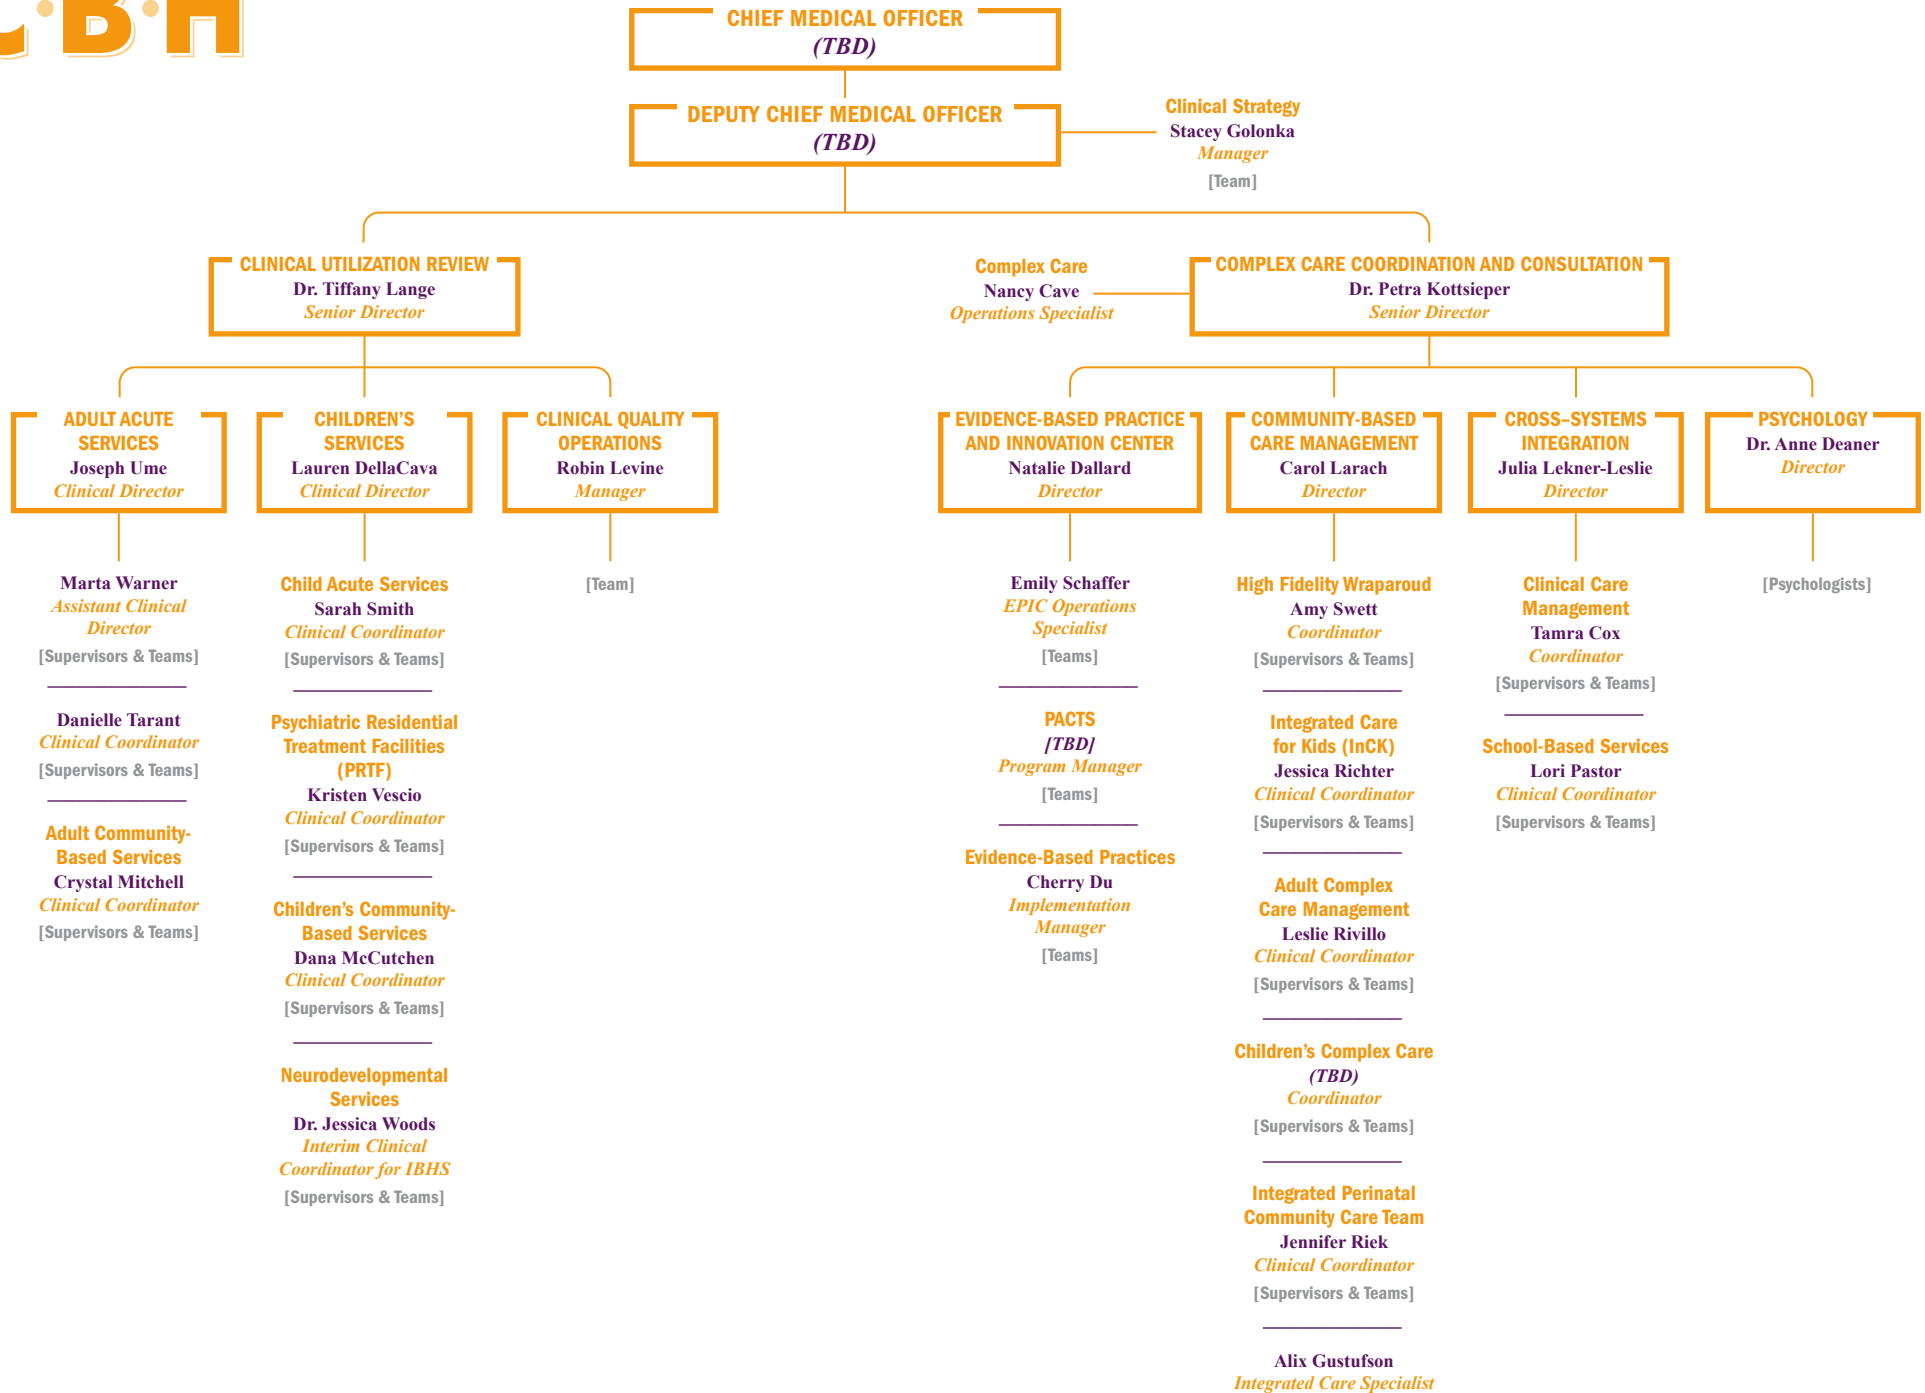 C·B·H
CHIEF MEDICAL OFFICER
(TBD)
DEPUTY CHIEF MEDICAL OFFICER
(TBD)
Clinical Strategy
Stacey Golonka
Manager
[Team]
CLINICAL UTILIZATION REVIEW
Dr. Tiffany Lange
Senior Director
Complex Care
Nancy Cave
Operations Specialist
COMPLEX CARE COORDINATION AND CONSULTATION
Dr. Petra Kottsieper
Senior Director
ADULT ACUTE
SERVICES
Joseph Ume
Clinical Director
CHILDREN’S
SERVICES
Lauren DellaCava
Clinical Director
CLINICAL QUALITY
OPERATIONS
Robin Levine
Manager
EVIDENCE-BASED PRACTICE
AND INNOVATION CENTER
Natalie Dallard
Director
COMMUNITY-BASED
CARE MANAGEMENT
Carol Larach
Director
CROSS–SYSTEMS
INTEGRATION
Julia Lekner-Leslie
Director
PSYCHOLOGY
Dr. Anne Deaner
Director
Marta Warner
Assistant Clinical
Director
[Supervisors & Teams]
Danielle Tarant
Clinical Coordinator
[Supervisors & Teams]
Adult Community-
Based Services
Crystal Mitchell
Clinical Coordinator
[Supervisors & Teams]
Child Acute Services
Sarah Smith
Clinical Coordinator
[Supervisors & Teams]
Psychiatric Residential
Treatment Facilities
(PRTF)
Kristen Vescio
Clinical Coordinator
[Supervisors & Teams]
Children’s Community-
Based Services
Dana McCutchen
Clinical Coordinator
[Supervisors & Teams]
Neurodevelopmental
Services
Dr. Jessica Woods
Interim Clinical
Coordinator for IBHS
[Supervisors & Teams]
[Team]
Emily Schaffer
EPIC Operations
Specialist
[Teams]
PACTS
[TBD]
Program Manager
[Teams]
Evidence-Based Practices
Cherry Du
Implementation
Manager
[Teams]
High Fidelity Wraparoud
Amy Swett
Coordinator
[Supervisors & Teams]
Integrated Care
for Kids (InCK)
Jessica Richter
Clinical Coordinator
[Supervisors & Teams]
Adult Complex
Care Management
Leslie Rivillo
Clinical Coordinator
[Supervisors & Teams]
Children’s Complex Care
(TBD)
Coordinator
[Supervisors & Teams]
Integrated Perinatal
Community Care Team
Jennifer Riek
Clinical Coordinator
[Supervisors & Teams]
Alix Gustufson
Integrated Care Specialist
Clinical Care
Management
Tamra Cox
Coordinator
[Supervisors & Teams]
School-Based Services
Lori Pastor
Clinical Coordinator
[Supervisors & Teams]
[Psychologists]